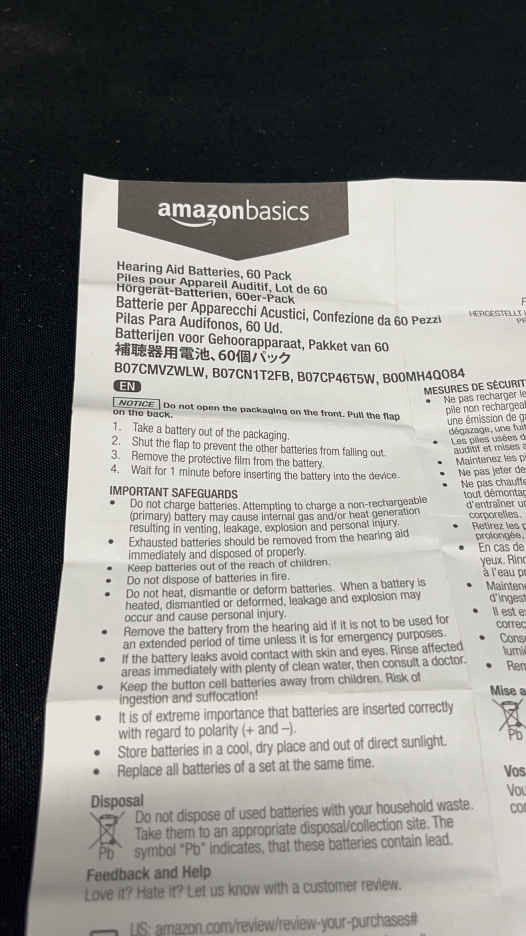 amazonbasics
Hearing Aid Batteries, 60 Pack
Piles pour Appareil Auditif, Lot de 60
Hörgerät-Batterien, 60er-Pack
Batterie per Apparecchi Acustici, Confezione da 60 Pezzi
Pilas Para Audífonos, 60 Ud.
Batterijen voor Gehoorapparaat, Pakket van 60
補聴器用電池、60個パック
B07CMVZWLW, B07CN1T2FB, B07CP46T5W, B00MH4QO84
EN
NOTICE Do not open the packaging on the front. Pull the flap
on the back.
1. Take a battery out of the packaging.
2. Shut the flap to prevent the other batteries from falling out.
3. Remove the protective film from the battery.
4. Wait for 1 minute before inserting the battery into the device.
IMPORTANT SAFEGUARDS
• Do not charge batteries. Attempting to charge a non-rechargeable
(primary) battery may cause internal gas and/or heat generation
resulting in venting, leakage, explosion and personal injury.
• Exhausted batteries should be removed from the hearing aid
immediately and disposed of properly.
• Keep batteries out of the reach of children.
• Do not dispose of batteries in fire.
• Do not heat, dismantle or deform batteries. When a battery is
heated, dismantled or deformed, leakage and explosion may
occur and cause personal injury.
• Remove the battery from the hearing aid if it is not to be used for
an extended period of time unless it is for emergency purposes.
• If the battery leaks avoid contact with skin and eyes. Rinse affected
areas immediately with plenty of clean water, then consult a doctor.
• Keep the button cell batteries away from children. Risk of
ingestion and suffocation!
• It is of extreme importance that batteries are inserted correctly
with regard to polarity (+ and –).
• Store batteries in a cool, dry place and out of direct sunlight.
• Replace all batteries of a set at the same time.
Disposal
Do not dispose of used batteries with your household waste.
Take them to an appropriate disposal/collection site. The
symbol "Pb" indicates, that these batteries contain lead.
Pb
Feedback and Help
Love it? Hate it? Let us know with a customer review.
US: amazon.com/review/review-your-purchases#
HERGESTELLT
MESURES DE SÉCURIT
• Ne pas recharger le
pile non rechargeab
une émission de g
dégazage, une fuit
• Les piles usées d
auditif et mises a
• Maintenez les p
• Ne pas jeter de
• Ne pas chauffe
tout démontag
d'entraîner u
corporelles.
• Retirez les p
prolongée,
• En cas de
yeux. Rin
à l'eau p
• Mainten
d'ingest
• Il est e
correc
• Cons
lumi
• Rem
Mise a
Pb
Vos
Vou
co